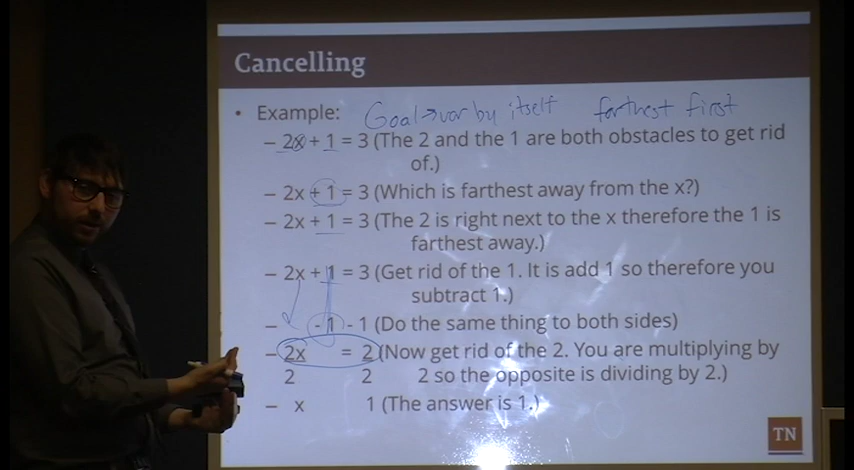 TN
Cancelling
• Example: Goal → var by itself farthest first
– 2x + 1 = 3 (The 2 and the 1 are both obstacles to get rid
of.)
– 2x + 1 = 3 (Which is farthest away from the x?)
– 2x + 1 = 3 (The 2 is right next to the x therefore the 1 is
farthest away.)
– 2x + 1 = 3 (Get rid of the 1. It is add 1 so therefore you
subtract 1.)
– - 1 - 1 (Do the same thing to both sides)
– 2x = 2 (Now get rid of the 2. You are multiplying by
2 2 2 so the opposite is dividing by 2.)
– x 1 (The answer is 1.)
TN